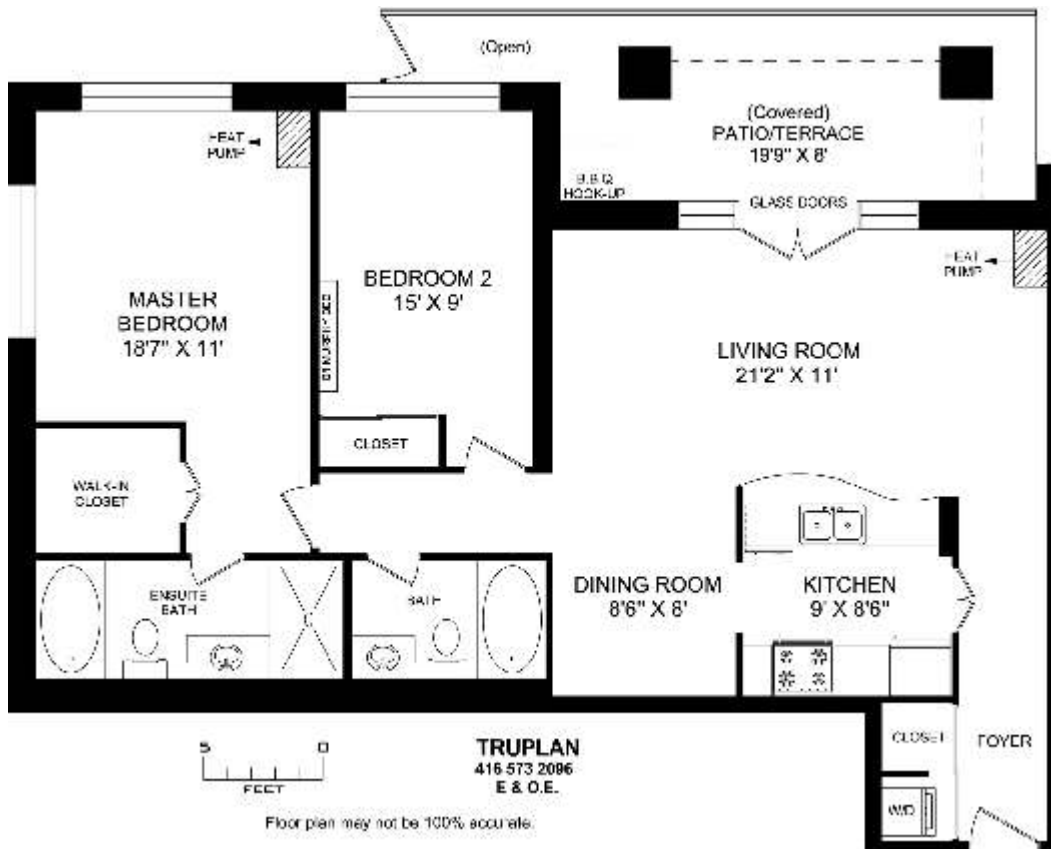 (Open)
(Covered)
PATIO/TERRACE
19'9" X 8'
HEAT
PUMP
B.B.Q
HOOK-UP
GLASS DOORS
HEAT
PUMP
BEDROOM 2
15' X 9'
MASTER
BEDROOM
18'7" X 11'
LIVING ROOM
21'2" X 11'
CLOSET
WALK-IN
CLOSET
ENSUITE
BATH
BATH
DINING ROOM
8'6" X 8'
KITCHEN
9' X 8'6"
CLOSET
FOYER
W/D
5 0
FEET
TRUPLAN
416 573 2096
E & O.E.
Floor plan may not be 100% accurate.